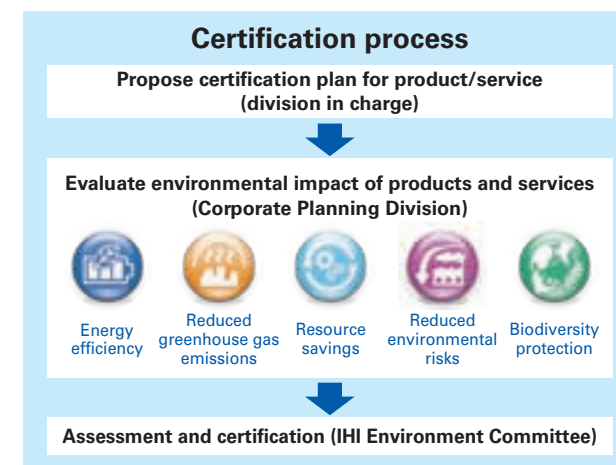 Certification process
Propose certification plan for product/service
(division in charge)
Evaluate environmental impact of products and services
(Corporate Planning Division)
Energy
efficiency
Reduced
greenhouse gas
emissions
Resource
savings
Reduced
environmental
risks
Biodiversity
protection
Assessment and certification (IHI Environment Committee)